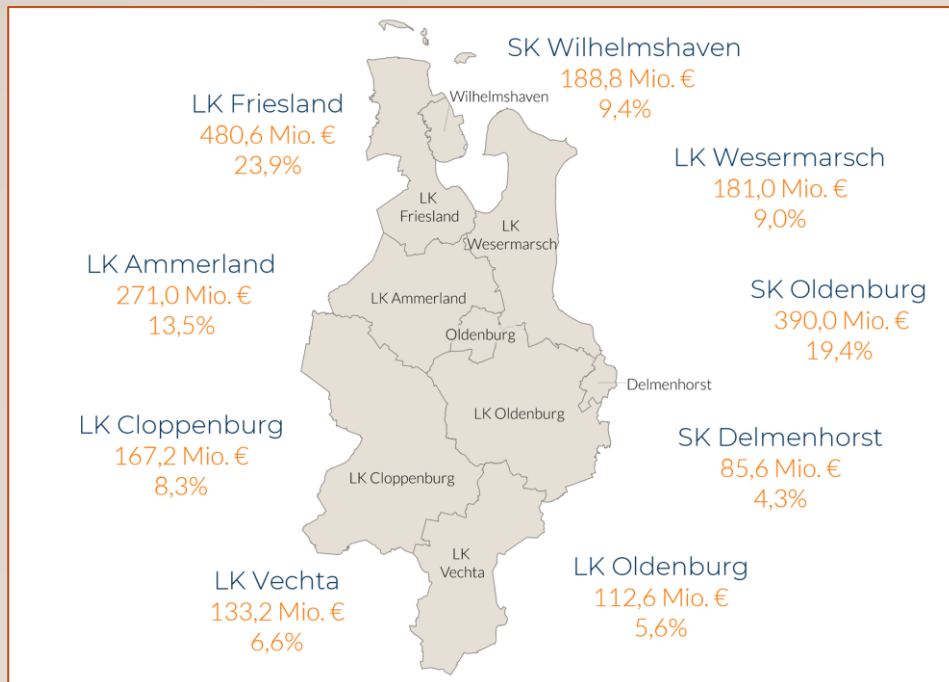 SK Wilhelmshaven
188,8 Mio. €
9,4%
Wilhelmshaven
LK Friesland
480,6 Mio. €
23,9%
LK Wesermarsch
181,0 Mio. €
9,0%
LK
Friesland
LK
Wesermarsch
LK Ammerland
271,0 Mio. €
13,5%
LK Ammerland
SK Oldenburg
390,0 Mio. €
19,4%
Oldenburg
Delmenhorst
LK Cloppenburg
167,2 Mio. €
8,3%
LK Oldenburg
SK Delmenhorst
85,6 Mio. €
4,3%
LK Cloppenburg
LK
Vechta
LK Vechta
133,2 Mio. €
6,6%
LK Oldenburg
112,6 Mio. €
5,6%